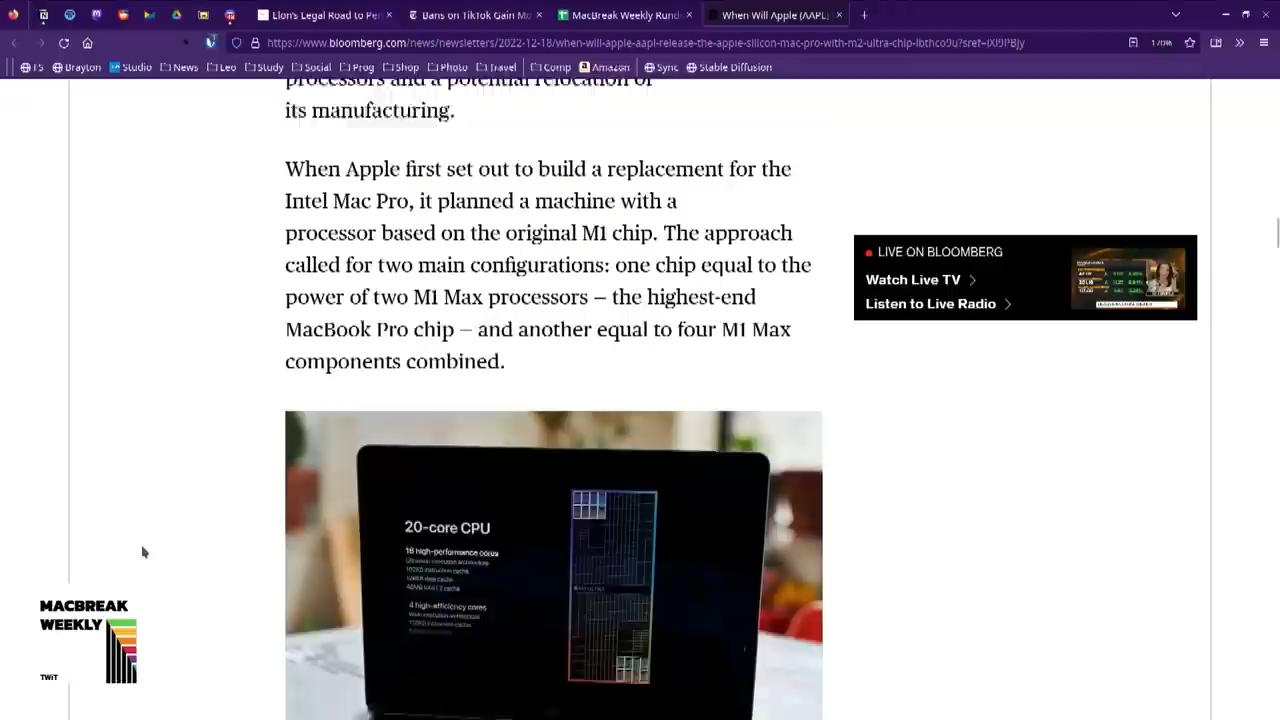 Elon's Legal Road to Per
Bans on TikTok Gain Mo
MacBreak Weekly Rund
When Will Apple (AAPL)
https://www.bloomberg.com/news/newsletters/2022-12-18/when-will-apple-aapl-release-the-apple-silicon-mac-pro-with-m2-ultra-chip-lbthco9u?sref=
170%
FS Brayton Studio News Leo Study Social Prog Shop Photo Travel Comp Amazon Sync Stable Diffusion
processors and a potential relocation of
its manufacturing.
When Apple first set out to build a replacement for the
Intel Mac Pro, it planned a machine with a
processor based on the original M1 chip. The approach
called for two main configurations: one chip equal to the
power of two M1 Max processors – the highest-end
MacBook Pro chip – and another equal to four M1 Max
components combined.
LIVE ON BLOOMBERG
Watch Live TV
Listen to Live Radio
20-core CPU
16 high-performance cores
4 high-efficiency cores
MACBREAK
WEEKLY
TWiT